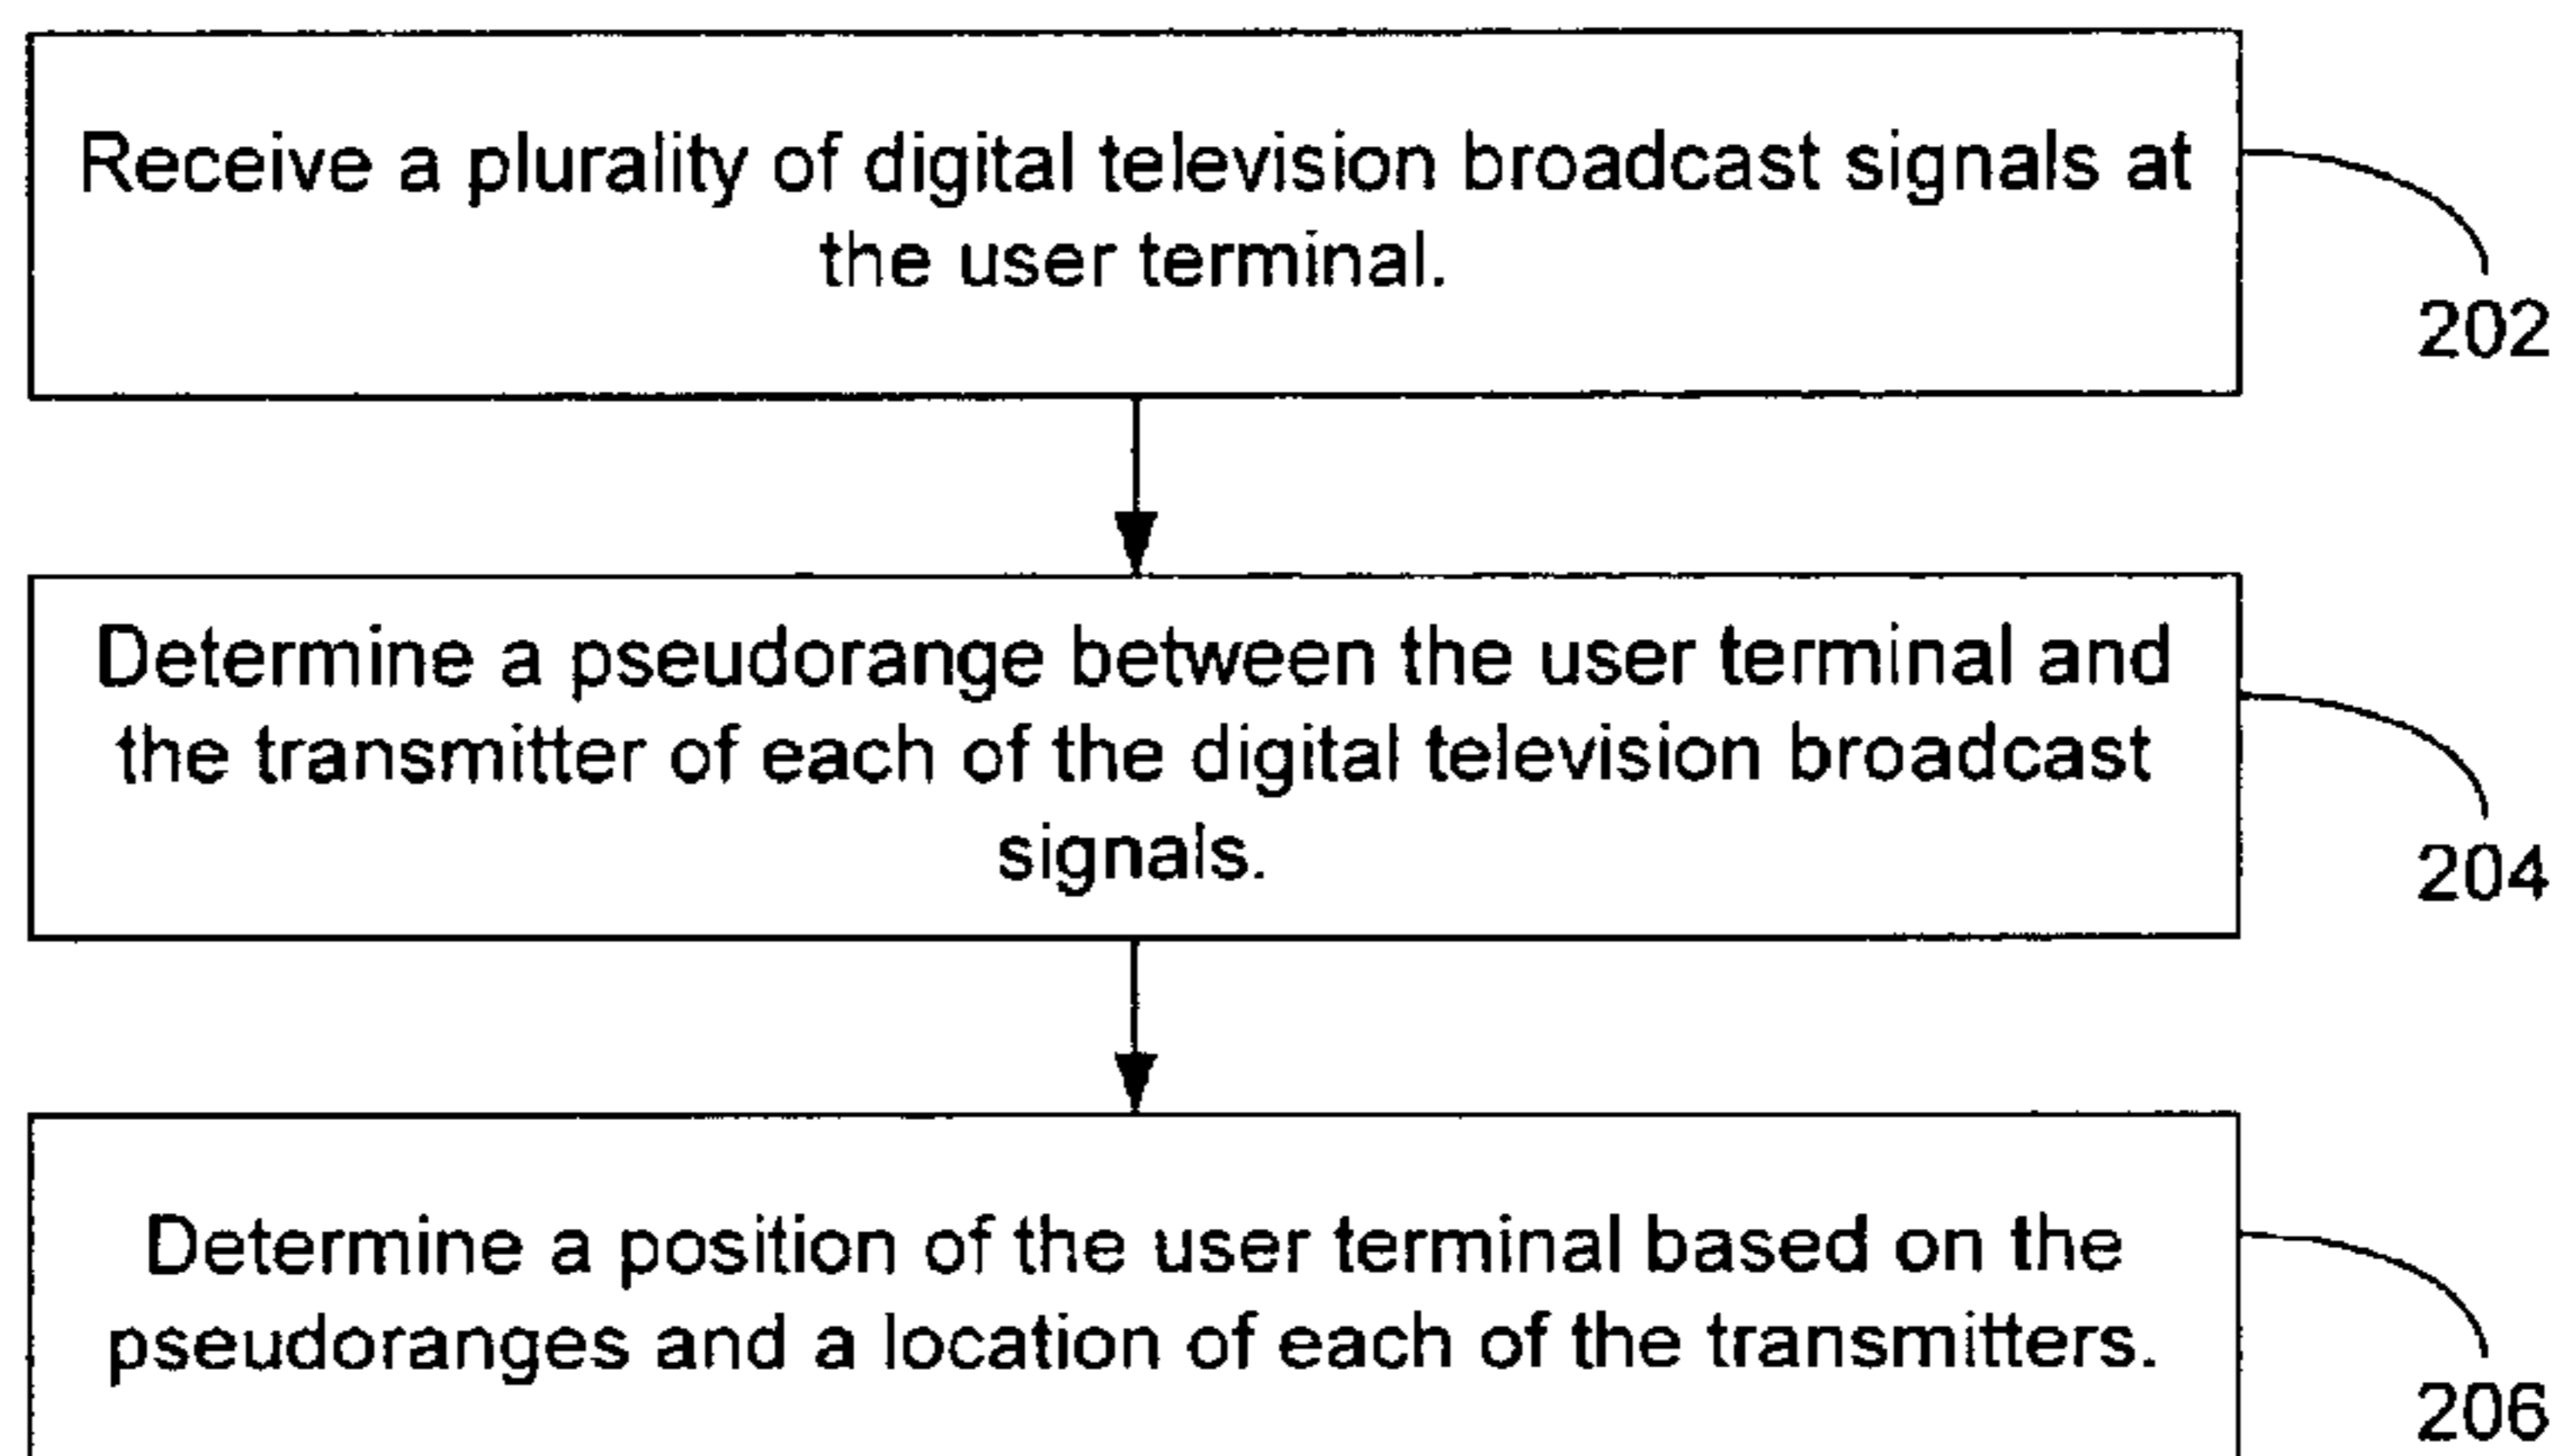 Receive a plurality of digital television broadcast signals at
the user terminal.
202
Determine a pseudorange between the user terminal and
the transmitter of each of the digital television broadcast
signals.
204
Determine a position of the user terminal based on the
pseudoranges and a location of each of the transmitters.
206